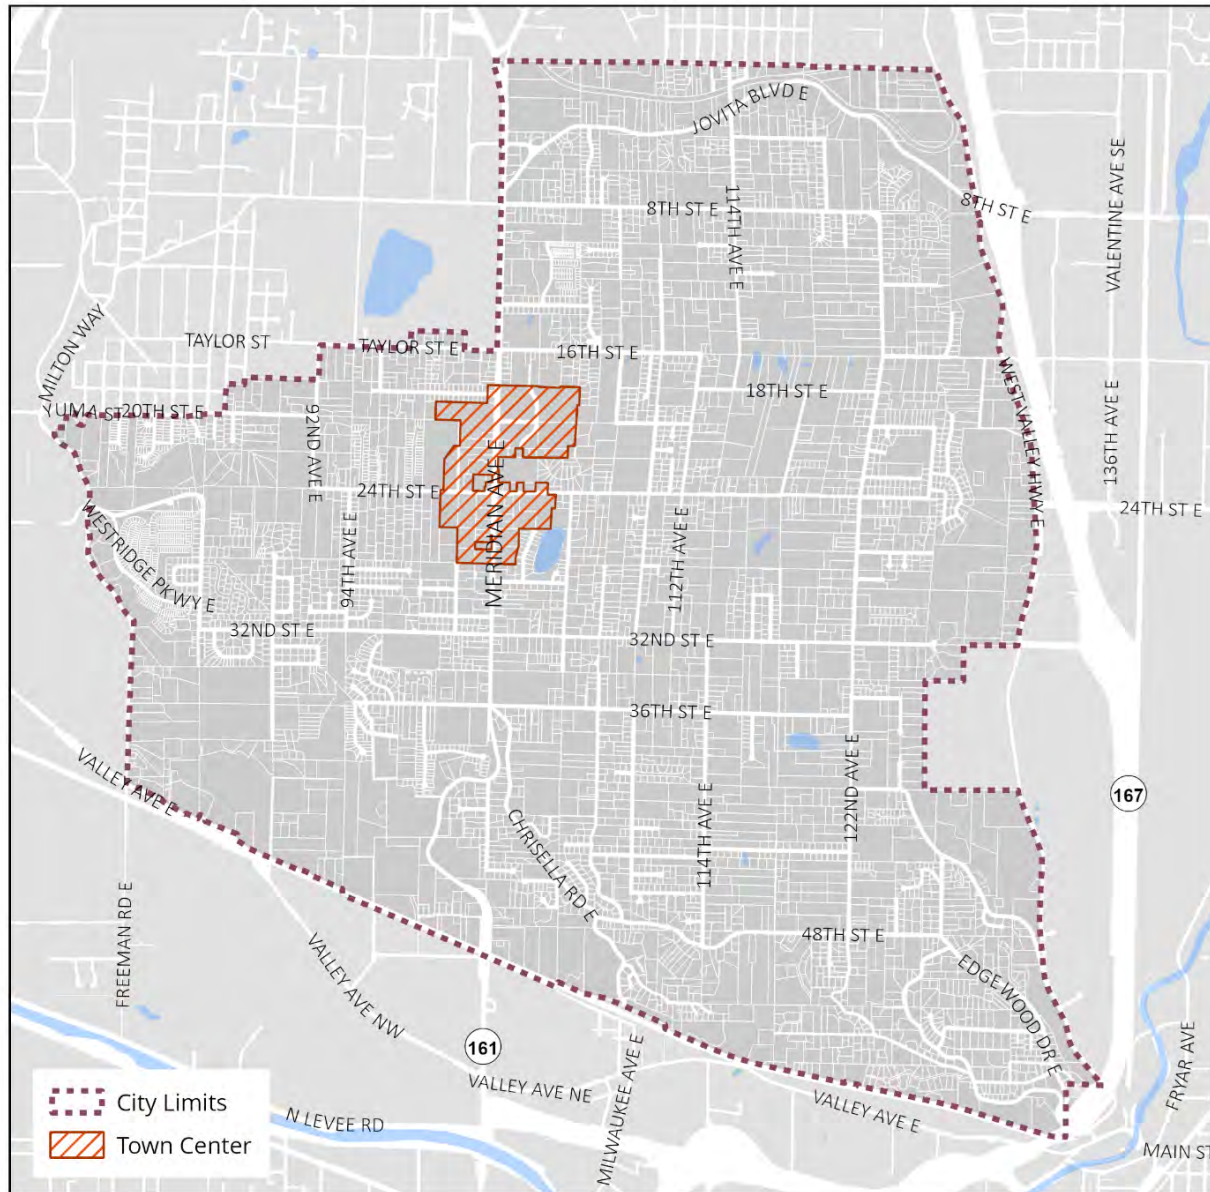 JOVITA BLVD E
8TH ST E
114TH AVE E
8TH ST E
VALENTINE AVE SE
MILTON WAY
TAYLOR ST
TAYLOR ST E
16TH ST E
18TH ST E
WEST VALLEY HWY E
136TH AVE E
YUMA ST
20TH ST E
92ND AVE E
MERIDIAN AVE E
24TH ST E
24TH ST E
WESTRIDGE PKWY E
94TH AVE E
112TH AVE E
32ND ST E
32ND ST E
36TH ST E
VALLEY AVE E
122ND AVE E
114TH AVE E
167
CHRISELLA RD E
48TH ST E
FREEMAN RD E
VALLEY AVE NW
EDGEWOOD DR E
161
VALLEY AVE NE
MILWAUKEE AVE E
VALLEY AVE E
FRYAR AVE
MAIN ST
N LEVEE RD
City Limits
Town Center